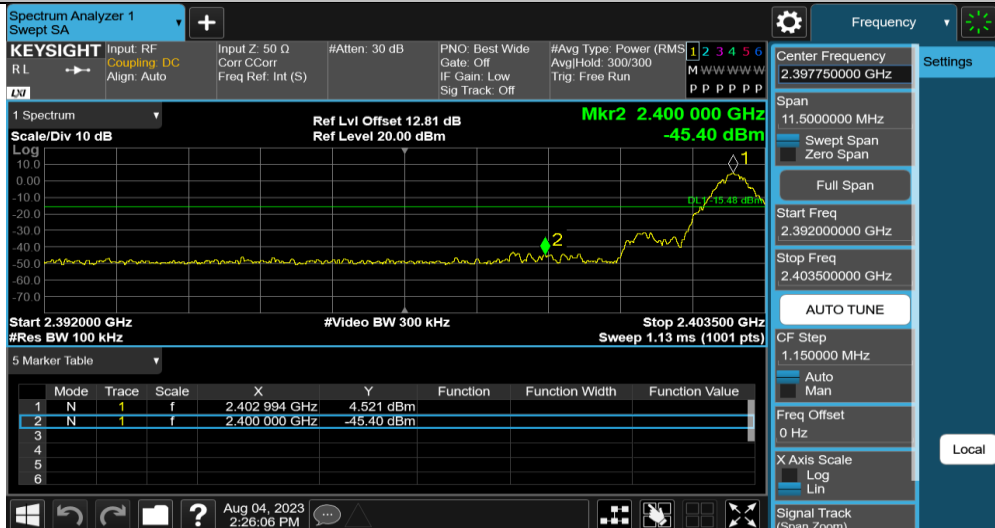 Spectrum Analyzer 1
Swept SA
+
Frequency
KEYSIGHT
R L
LXI
Input: RF
Coupling: DC
Align: Auto
Input Z: 50 Ω
Corr CCorr
Freq Ref: Int (S)
#Atten: 30 dB
PNO: Best Wide
Gate: Off
IF Gain: Low
Sig Track: Off
#Avg Type: Power (RMS
Avg|Hold: 300/300
Trig: Free Run
1 2 3 4 5 6
M W W W W W
P P P P P P
1 Spectrum
Scale/Div 10 dB
Ref Lvl Offset 12.81 dB
Ref Level 20.00 dBm
Mkr2 2.400 000 GHz
-45.40 dBm
Log
10.0
0.00
-10.0
-20.0
-30.0
-40.0
-50.0
-60.0
-70.0
1
DL1 -15.48 dBm
2
Start 2.392000 GHz
#Res BW 100 kHz
#Video BW 300 kHz
Stop 2.403500 GHz
Sweep 1.13 ms (1001 pts)
5 Marker Table
Mode Trace Scale X Y Function Function Width Function Value
1 N 1 f 2.402 994 GHz 4.521 dBm
2 N 1 f 2.400 000 GHz -45.40 dBm
3
4
5
6
?
Aug 04, 2023
2:26:06 PM
Center Frequency
2.397750000 GHz
Span
11.5000000 MHz
Swept Span
Zero Span
Full Span
Start Freq
2.392000000 GHz
Stop Freq
2.403500000 GHz
AUTO TUNE
CF Step
1.150000 MHz
Auto
Man
Freq Offset
0 Hz
X Axis Scale
Log
Lin
Signal Track
(Span Zoom)
Settings
Local